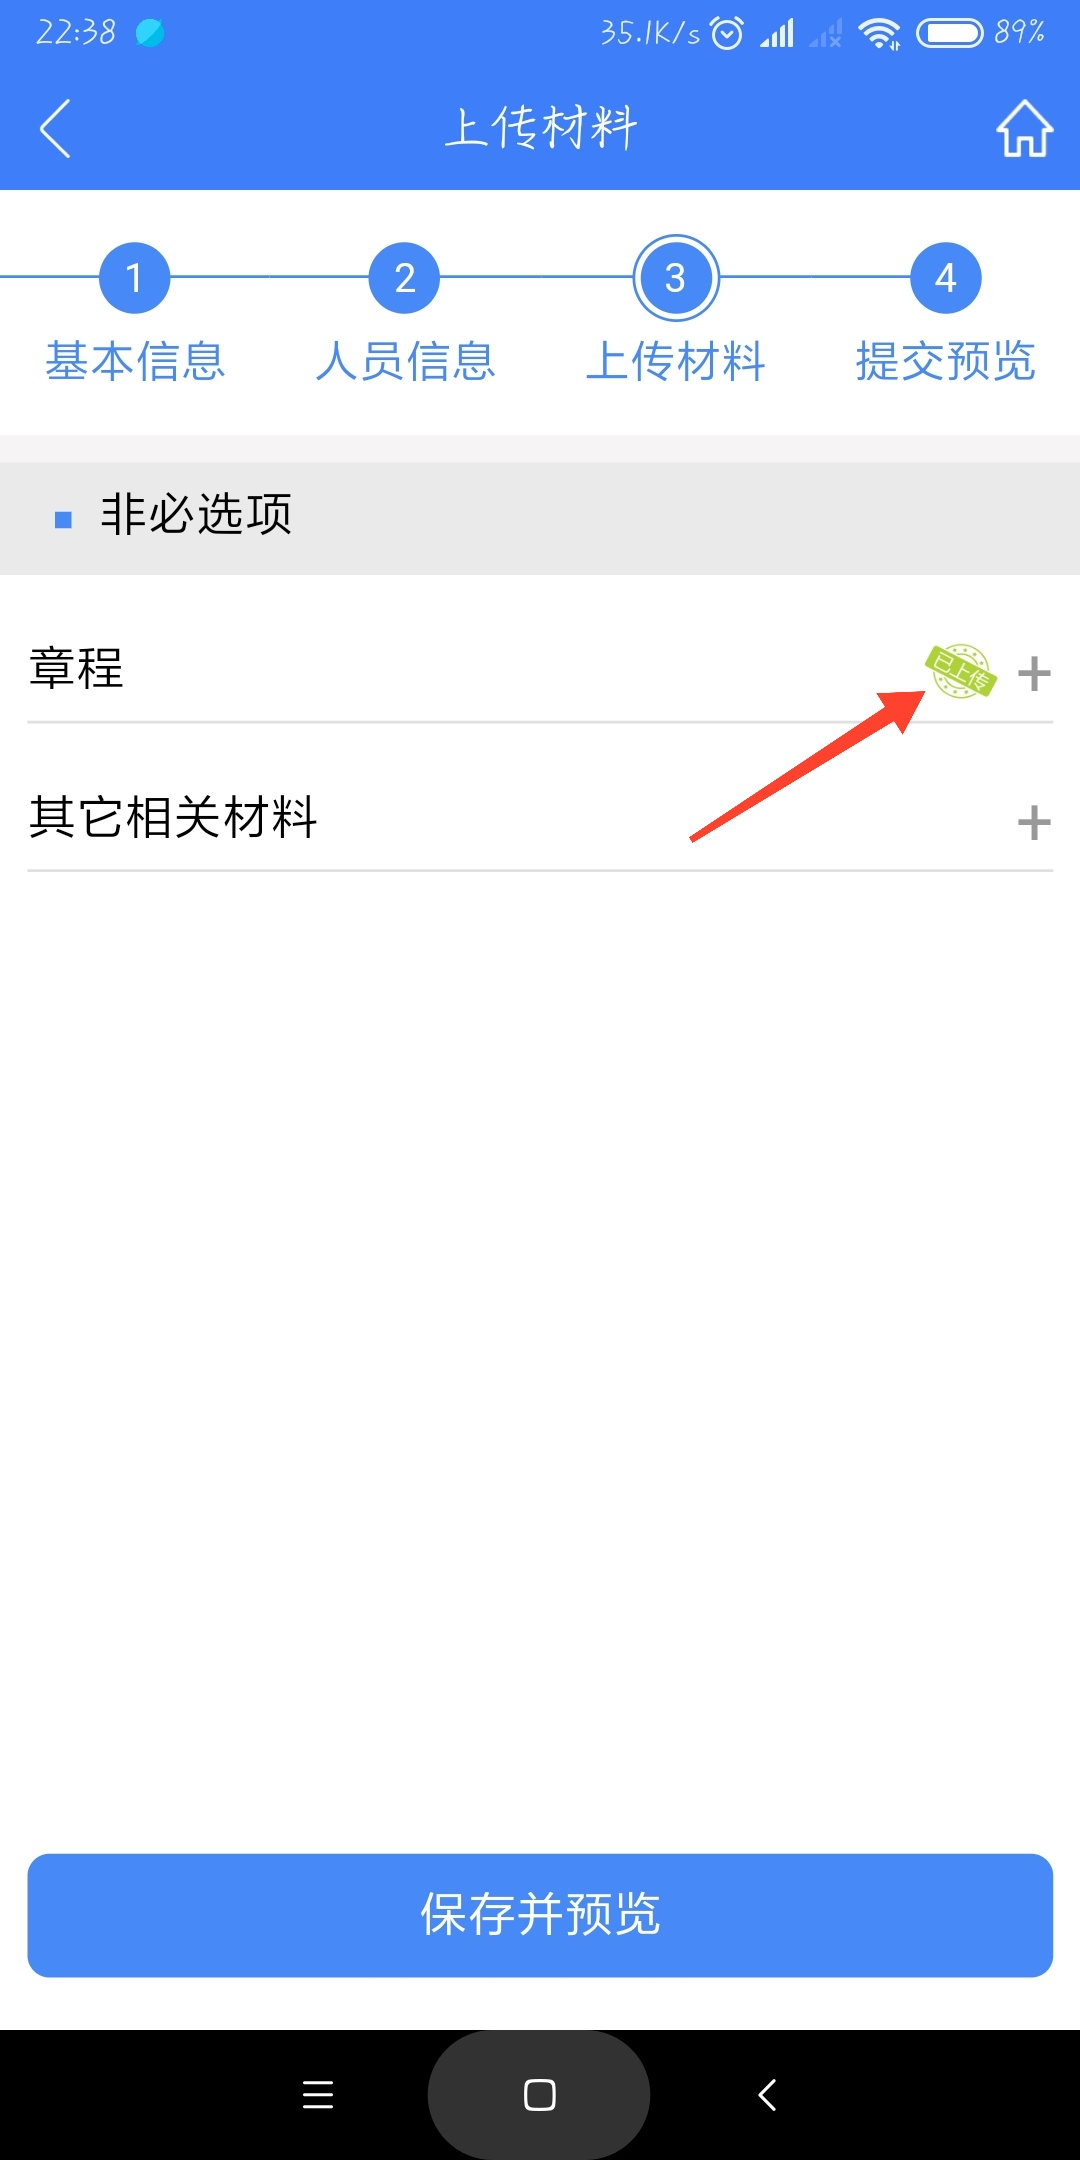 22:38 35.1K/s 89%
上传材料
1 2 3 4
基本信息 人员信息 上传材料 提交预览
非必选项
章程 已上传 +
其它相关材料 +
保存并预览